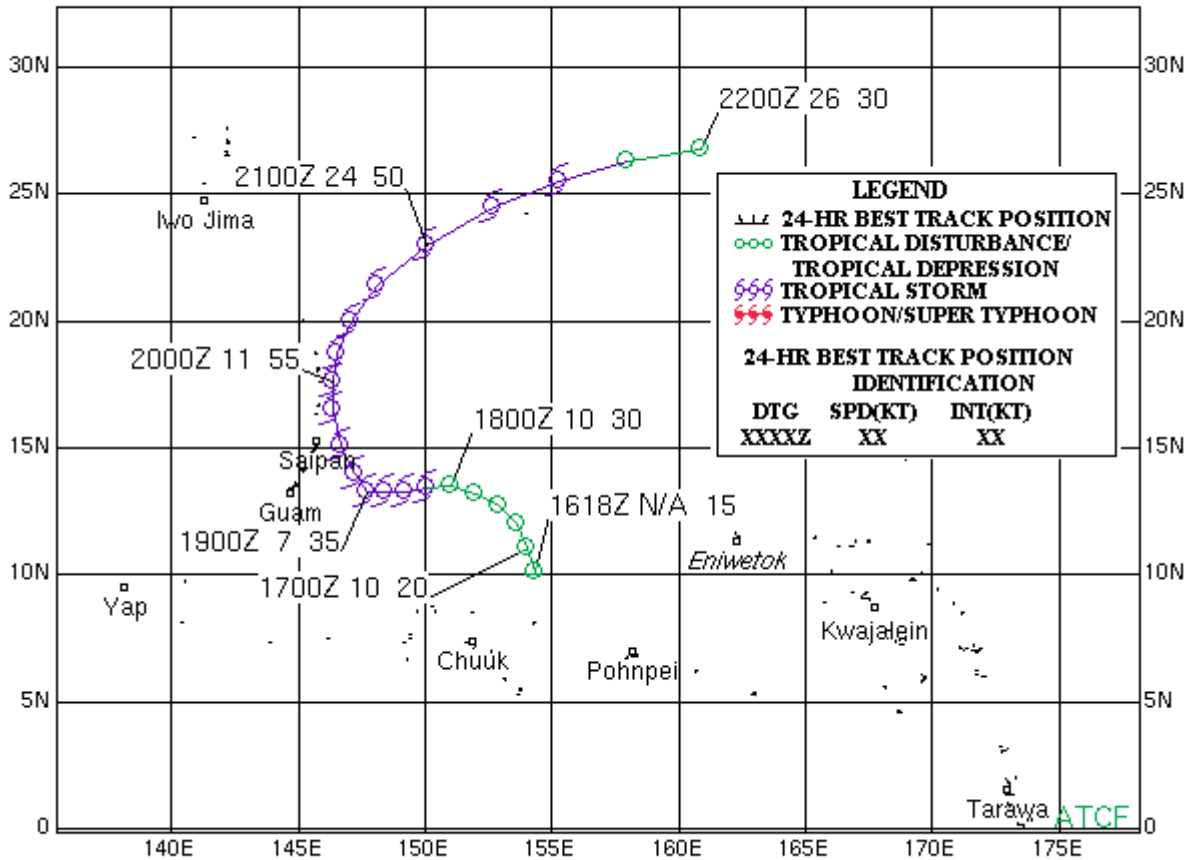 30N 30N
2200Z 26 30
2100Z 24 50
25N 25N
Iwo Jima
LEGEND
24-HR BEST TRACK POSITION
TROPICAL DISTURBANCE/
TROPICAL DEPRESSION
TROPICAL STORM
TYPHOON/SUPER TYPHOON
24-HR BEST TRACK POSITION
IDENTIFICATION
DTG SPD(KT) INT(KT)
XXXXZ XX XX
20N 20N
2000Z 11 55
1800Z 10 30
15N 15N
Saipan
Guam
1618Z N/A 15
1900Z 7 35
Eniwetok
1700Z 10 20
10N 10N
Yap
Kwajalein
Chuuk
Pohnpei
5N 5N
Tarawa
ATCF
0 0
140E 145E 150E 155E 160E 165E 170E 175E